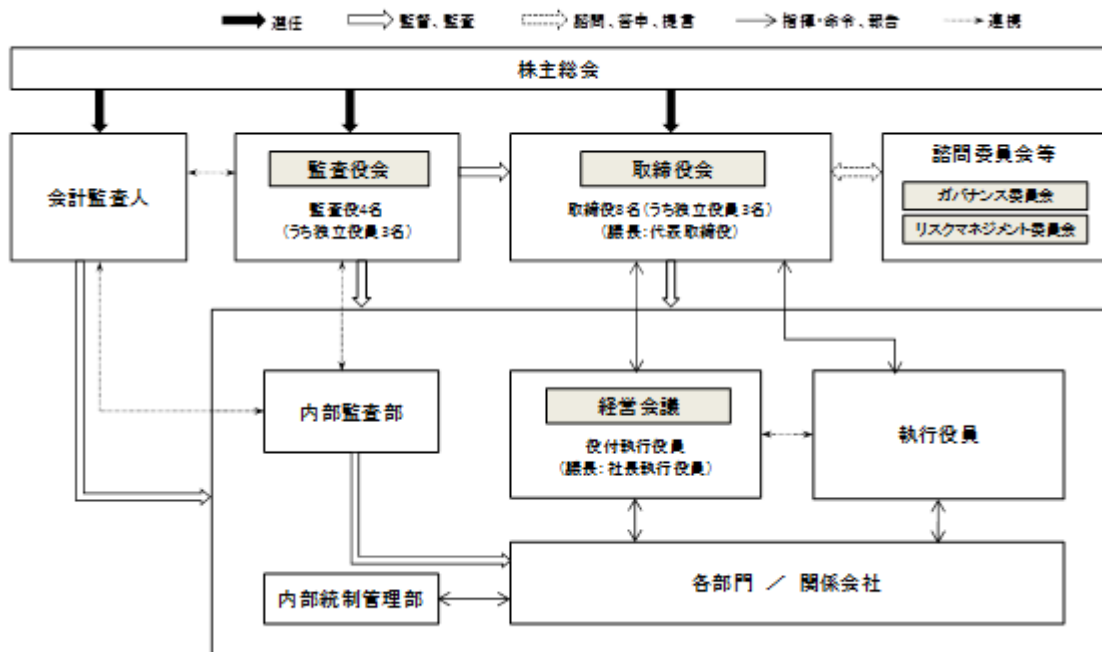 選任
監督、監査
諮問、答申、提言
指揮・命令、報告
連携
株主総会
会計監査人
監査役会
監査役4名
(うち独立役員3名)
取締役会
取締役8名(うち独立役員3名)
(議長:代表取締役)
諮問委員会等
ガバナンス委員会
リスクマネジメント委員会
内部監査部
経営会議
役付執行役員
(議長:社長執行役員)
執行役員
各部門 / 関係会社
内部統制管理部